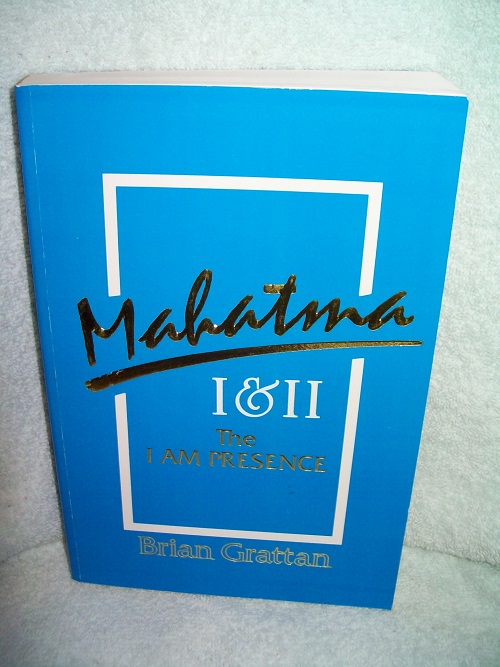 Mahatma
I & II
The
I AM PRESENCE
Brian Grattan